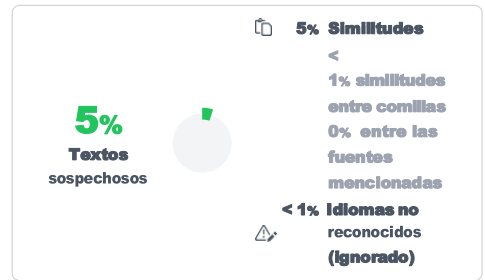 5%
Textos
sospechosos
5% Similitudes
<
1% similitudes
entre comillas
0% entre las
fuentes
mencionadas
< 1% Idiomas no
reconocidos
(ignorado)